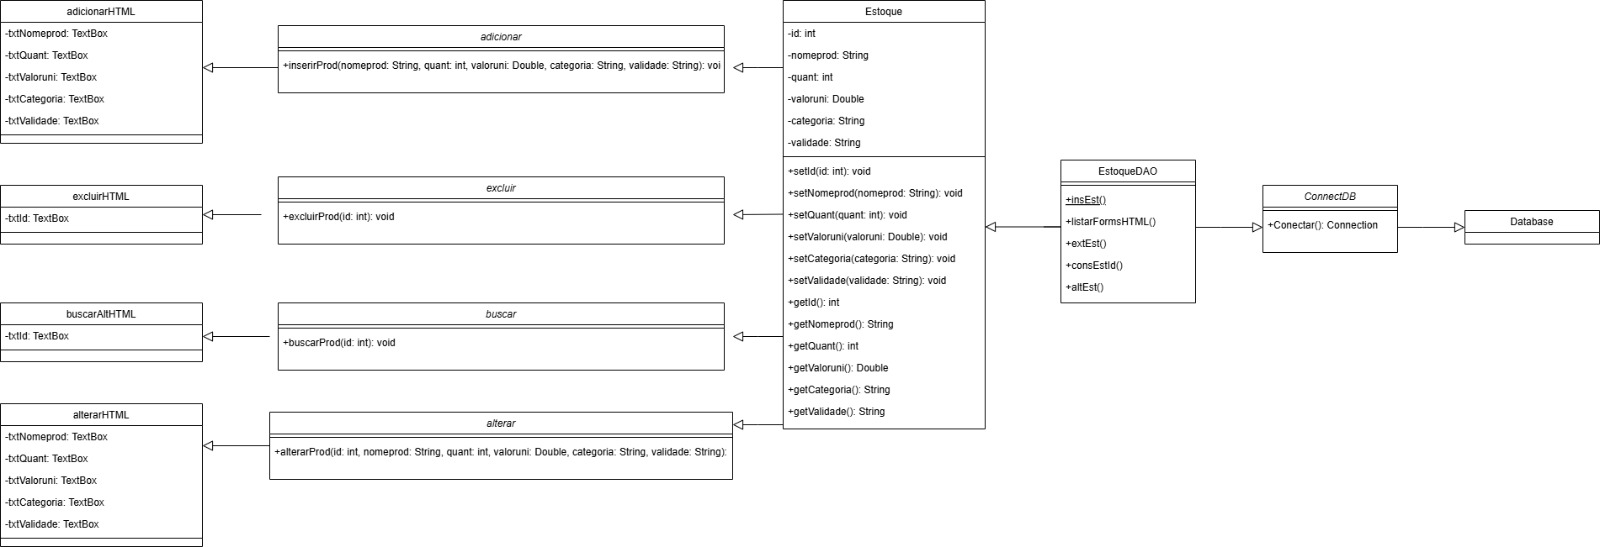 adicionarHTML
-txtNomeprod: TextBox
-txtQuant: TextBox
-txtValoruni: TextBox
-txtCategoria: TextBox
-txtValidade: TextBox
adicionar
+inserirProd(nomeprod: String, quant: int, valoruni: Double, categoria: String, validade: String): voi
excluirHTML
-txtId: TextBox
excluir
+excluirProd(id: int): void
buscarAltHTML
-txtId: TextBox
buscar
+buscarProd(id: int): void
alterarHTML
-txtNomeprod: TextBox
-txtQuant: TextBox
-txtValoruni: TextBox
-txtCategoria: TextBox
-txtValidade: TextBox
alterar
+alterarProd(id: int, nomeprod: String, quant: int, valoruni: Double, categoria: String, validade: String):
Estoque
-id: int
-nomeprod: String
-quant: int
-valoruni: Double
-categoria: String
-validade: String
+setId(id: int): void
+setNomeprod(nomeprod: String): void
+setQuant(quant: int): void
+setValoruni(valoruni: Double): void
+setCategoria(categoria: String): void
+setValidade(validade: String): void
+getId(): int
+getNomeprod(): String
+getQuant(): int
+getValoruni(): Double
+getCategoria(): String
+getValidade(): String
EstoqueDAO
+insEst()
+listarFormsHTML()
+extEst()
+consEstId()
+altEst()
ConnectDB
+Conectar(): Connection
Database